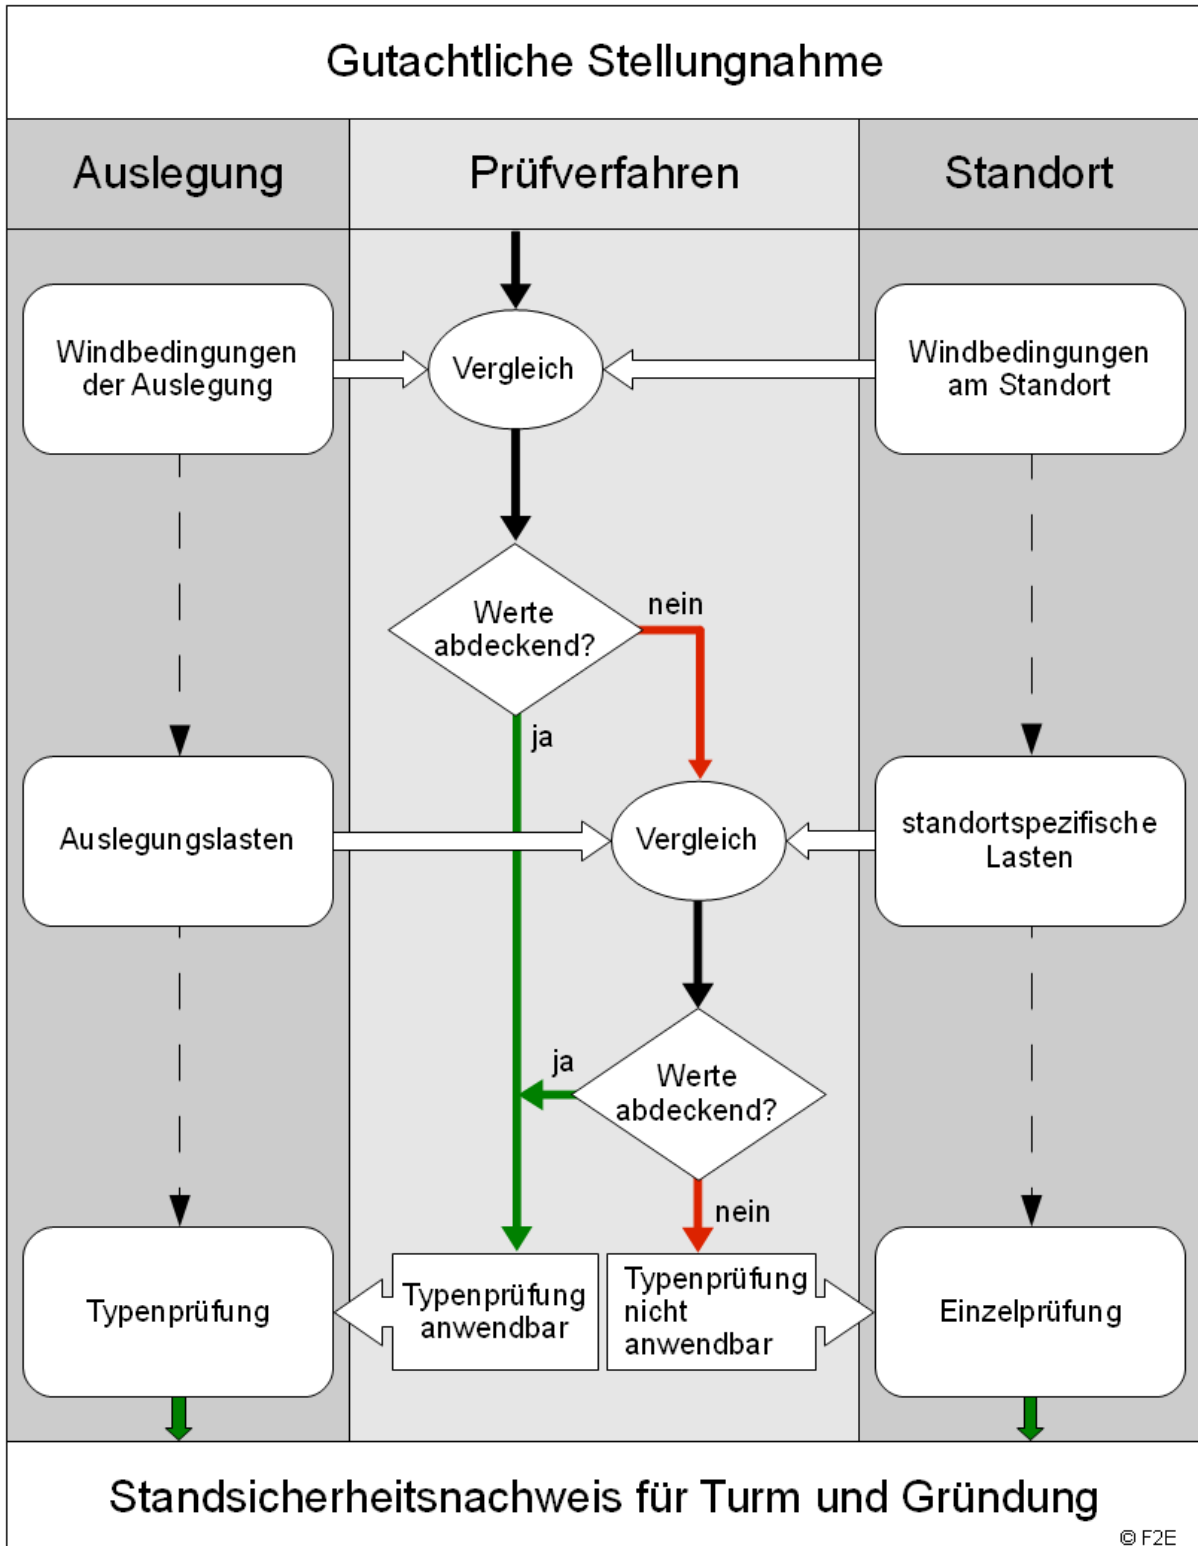 Gutachtliche Stellungnahme
Auslegung
Prüfverfahren
Standort
Windbedingungen
der Auslegung
Vergleich
Windbedingungen
am Standort
Werte
abdeckend?
nein
ja
Auslegungslasten
Vergleich
standortspezifische
Lasten
ja
Werte
abdeckend?
nein
Typenprüfung
Typenprüfung
anwendbar
Typenprüfung
nicht
anwendbar
Einzelprüfung
Standsicherheitsnachweis für Turm und Gründung
© F2E